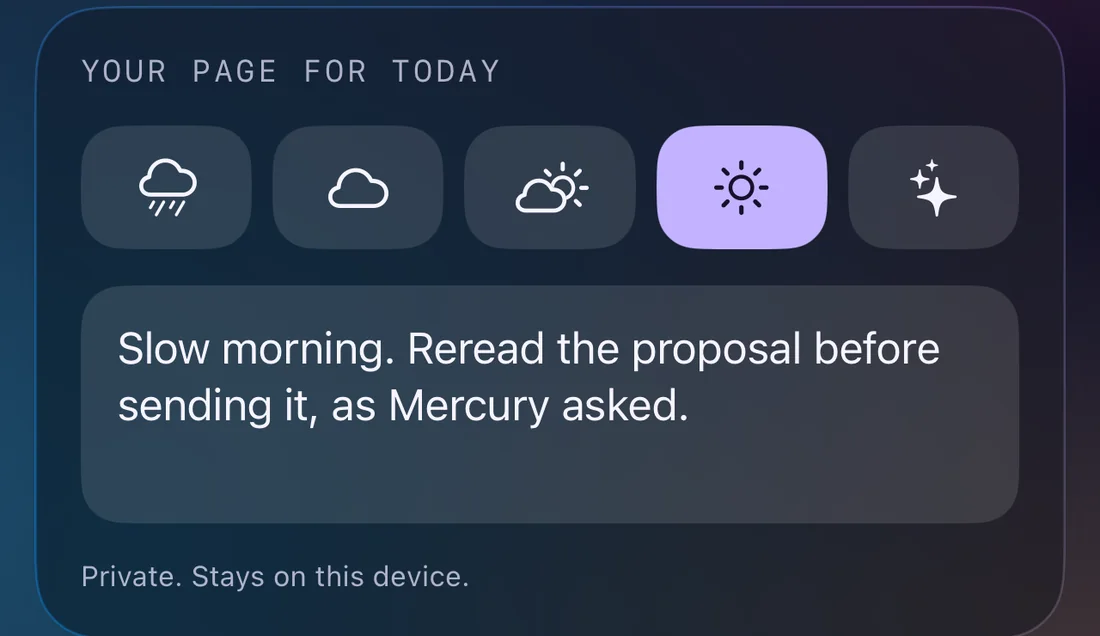 YOUR PAGE FOR TODAY
Slow morning. Reread the proposal before
sending it, as Mercury asked.
Private. Stays on this device.